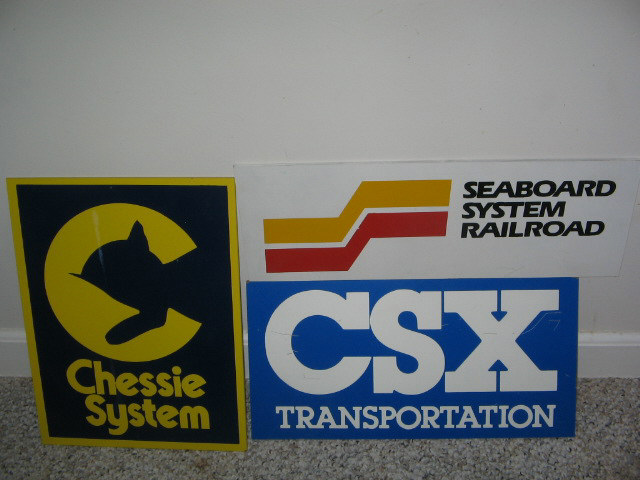 Chessie
System
SEABOARD
SYSTEM
RAILROAD
CSX
TRANSPORTATION